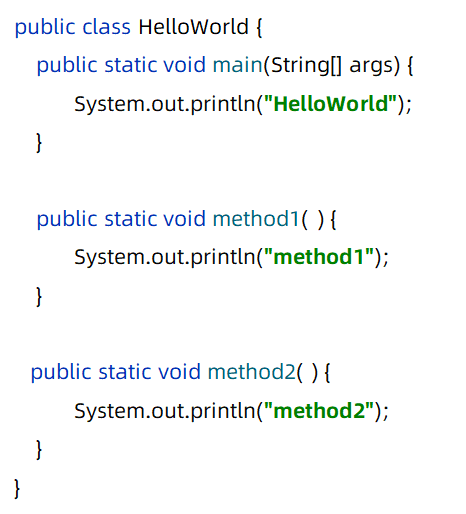 public class HelloWorld {
public static void main(String[] args) {
System.out.println("HelloWorld");
}
public static void method1( ) {
System.out.println("method1");
}
public static void method2( ) {
System.out.println("method2");
}
}